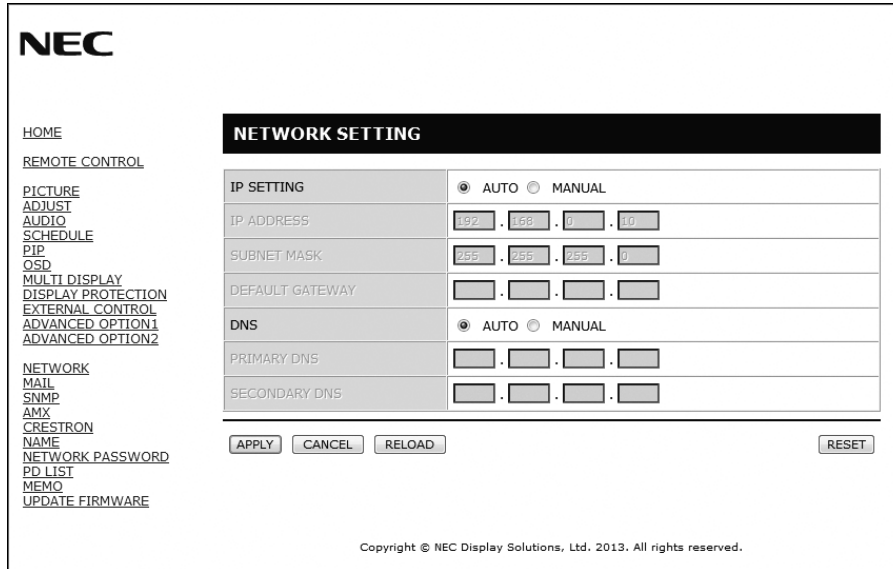 NEC
HOME
REMOTE CONTROL
PICTURE
ADJUST
AUDIO
SCHEDULE
PIP
OSD
MULTI DISPLAY
DISPLAY PROTECTION
EXTERNAL CONTROL
ADVANCED OPTION1
ADVANCED OPTION2
NETWORK
MAIL
SNMP
AMX
CRESTRON
NAME
NETWORK PASSWORD
PD LIST
MEMO
UPDATE FIRMWARE
NETWORK SETTING
IP SETTING AUTO MANUAL
IP ADDRESS 192 . 168 . 0 . 10
SUBNET MASK 255 . 255 . 255 . 0
DEFAULT GATEWAY . . .
DNS AUTO MANUAL
PRIMARY DNS . . .
SECONDARY DNS . . .
APPLY CANCEL RELOAD RESET
Copyright © NEC Display Solutions, Ltd. 2013. All rights reserved.